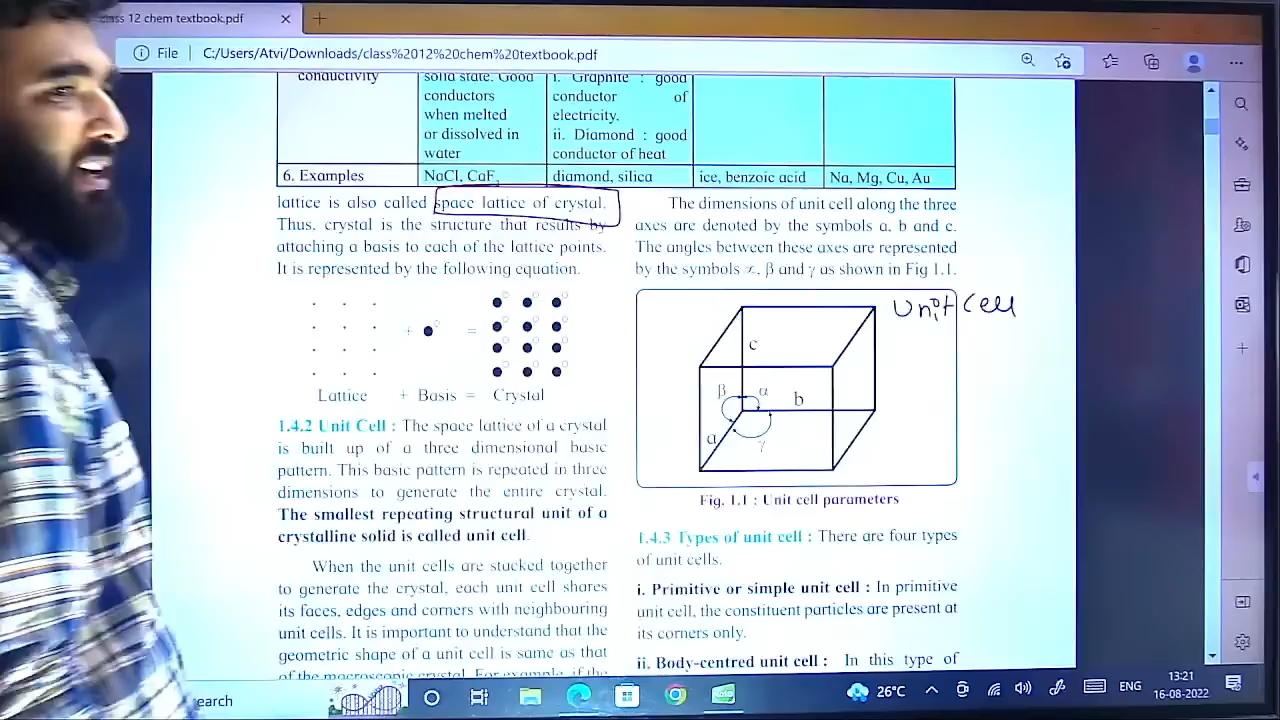 class 12 chem textbook.pdf
File C:/Users/Atvi/Downloads/class%2012%20chem%20textbook.pdf
conductivity
solid state. Good
conductors
when melted
or dissolved in
water
i. Graphite : good
conductor of
electricity.
ii. Diamond : good
conductor of heat
6. Examples NaCl, CaF₂ diamond, silica ice, benzoic acid Na, Mg, Cu, Au
lattice is also called space lattice of crystal.
Thus, crystal is the structure that results by
attaching a basis to each of the lattice points.
It is represented by the following equation.
+ =
Lattice + Basis = Crystal
1.4.2 Unit Cell : The space lattice of a crystal
is built up of a three dimensional basic
pattern. This basic pattern is repeated in three
dimensions to generate the entire crystal.
The smallest repeating structural unit of a
crystalline solid is called unit cell.
When the unit cells are stacked together
to generate the crystal, each unit cell shares
its faces, edges and corners with neighbouring
unit cells. It is important to understand that the
geometric shape of a unit cell is same as that
of the macroscopic crystal. For example, if the
The dimensions of unit cell along the three
axes are denoted by the symbols a, b and c.
The angles between these axes are represented
by the symbols ∝, β and γ as shown in Fig 1.1.
Unit Cell
c
β α
b
a
γ
Fig. 1.1 : Unit cell parameters
1.4.3 Types of unit cell : There are four types
of unit cells.
i. Primitive or simple unit cell : In primitive
unit cell, the constituent particles are present at
its corners only.
ii. Body-centred unit cell : In this type of
earch
26°C ENG 13:21
16-08-2022